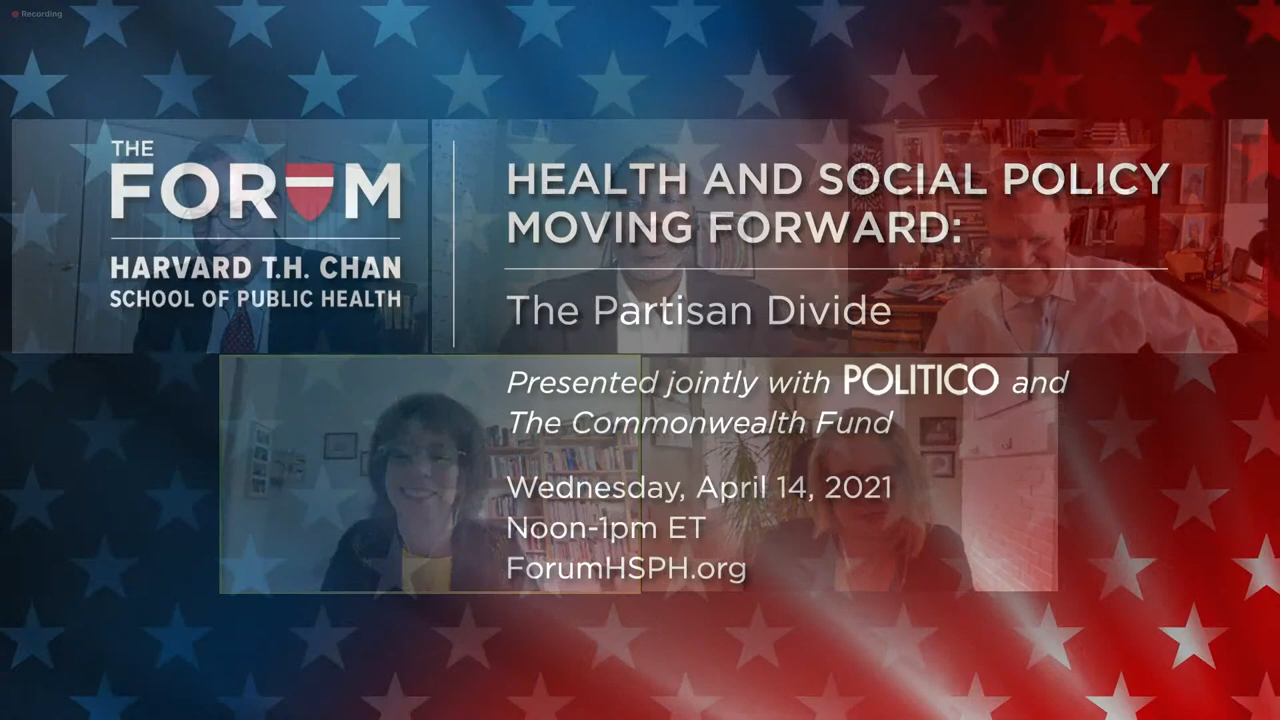 Recording
THE
FORUM
HARVARD T.H. CHAN
SCHOOL OF PUBLIC HEALTH
HEALTH AND SOCIAL POLICY
MOVING FORWARD:
The Partisan Divide
Presented jointly with POLITICO and
The Commonwealth Fund
Wednesday, April 14, 2021
Noon-1pm ET
ForumHSPH.org